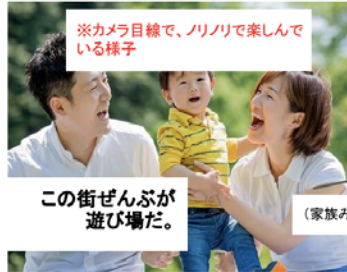 ※カメラ目線で、ノリノリで楽しんで
いる様子
この街ぜんぶが
遊び場だ。
（家族み